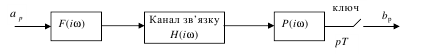 a_p
F(iω)
Канал зв'язку
H(iω)
P(iω)
ключ
pT
b_p